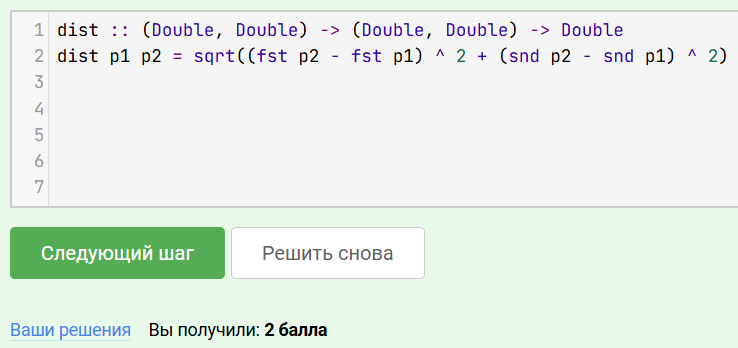 1 dist :: (Double, Double) -> (Double, Double) -> Double
2 dist p1 p2 = sqrt((fst p2 - fst p1) ^ 2 + (snd p2 - snd p1) ^ 2)
3
4
5
6
7
Следующий шаг Решить снова
Ваши решения Вы получили: 2 балла